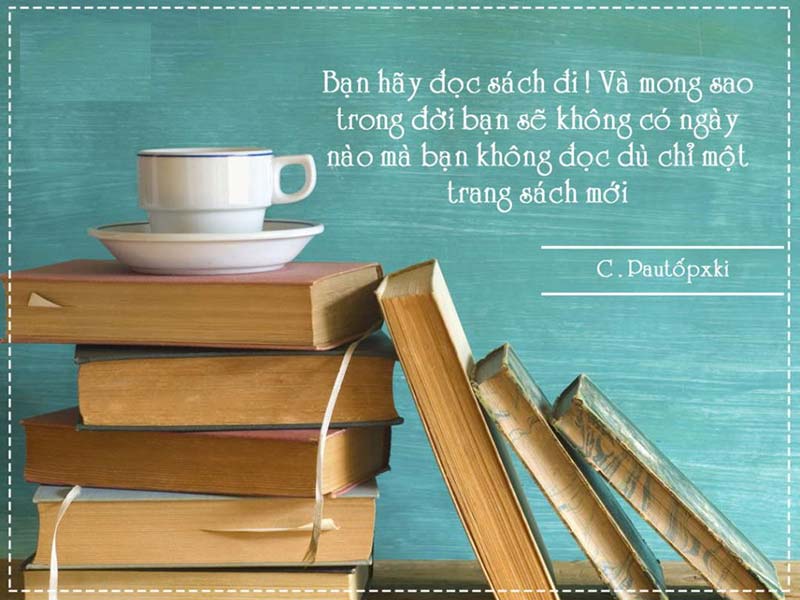 Bạn hãy đọc sách đi! Và mong sao
trong đời bạn sẽ không có ngày
nào mà bạn không đọc dù chỉ một
trang sách mới
C. Pautốpxki